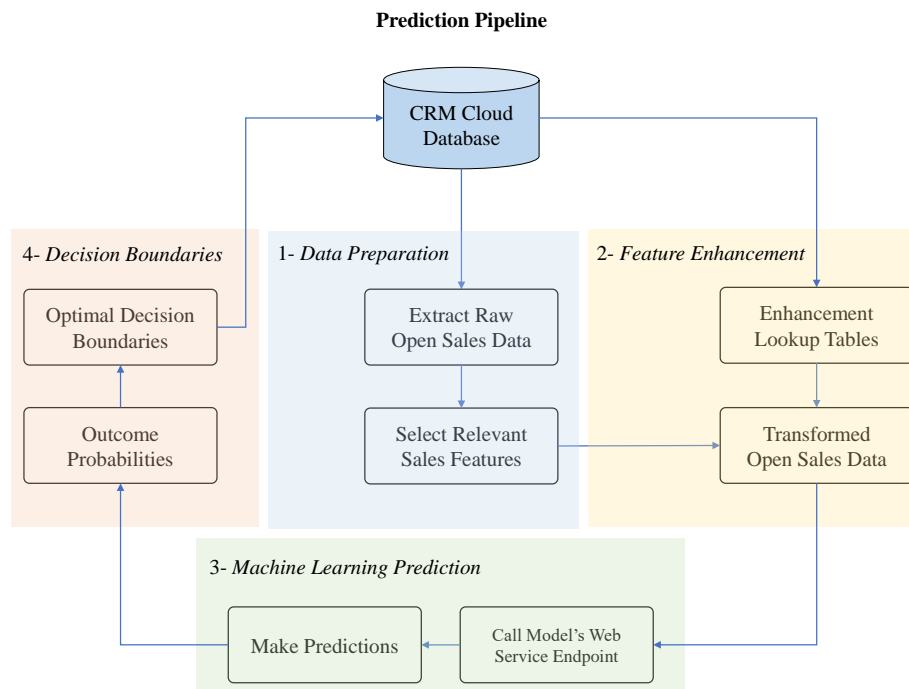 Prediction Pipeline
CRM Cloud
Database
4- Decision Boundaries
Optimal Decision
Boundaries
Outcome
Probabilities
1- Data Preparation
Extract Raw
Open Sales Data
Select Relevant
Sales Features
2- Feature Enhancement
Enhancement
Lookup Tables
Transformed
Open Sales Data
3- Machine Learning Prediction
Make Predictions
Call Model's Web
Service Endpoint